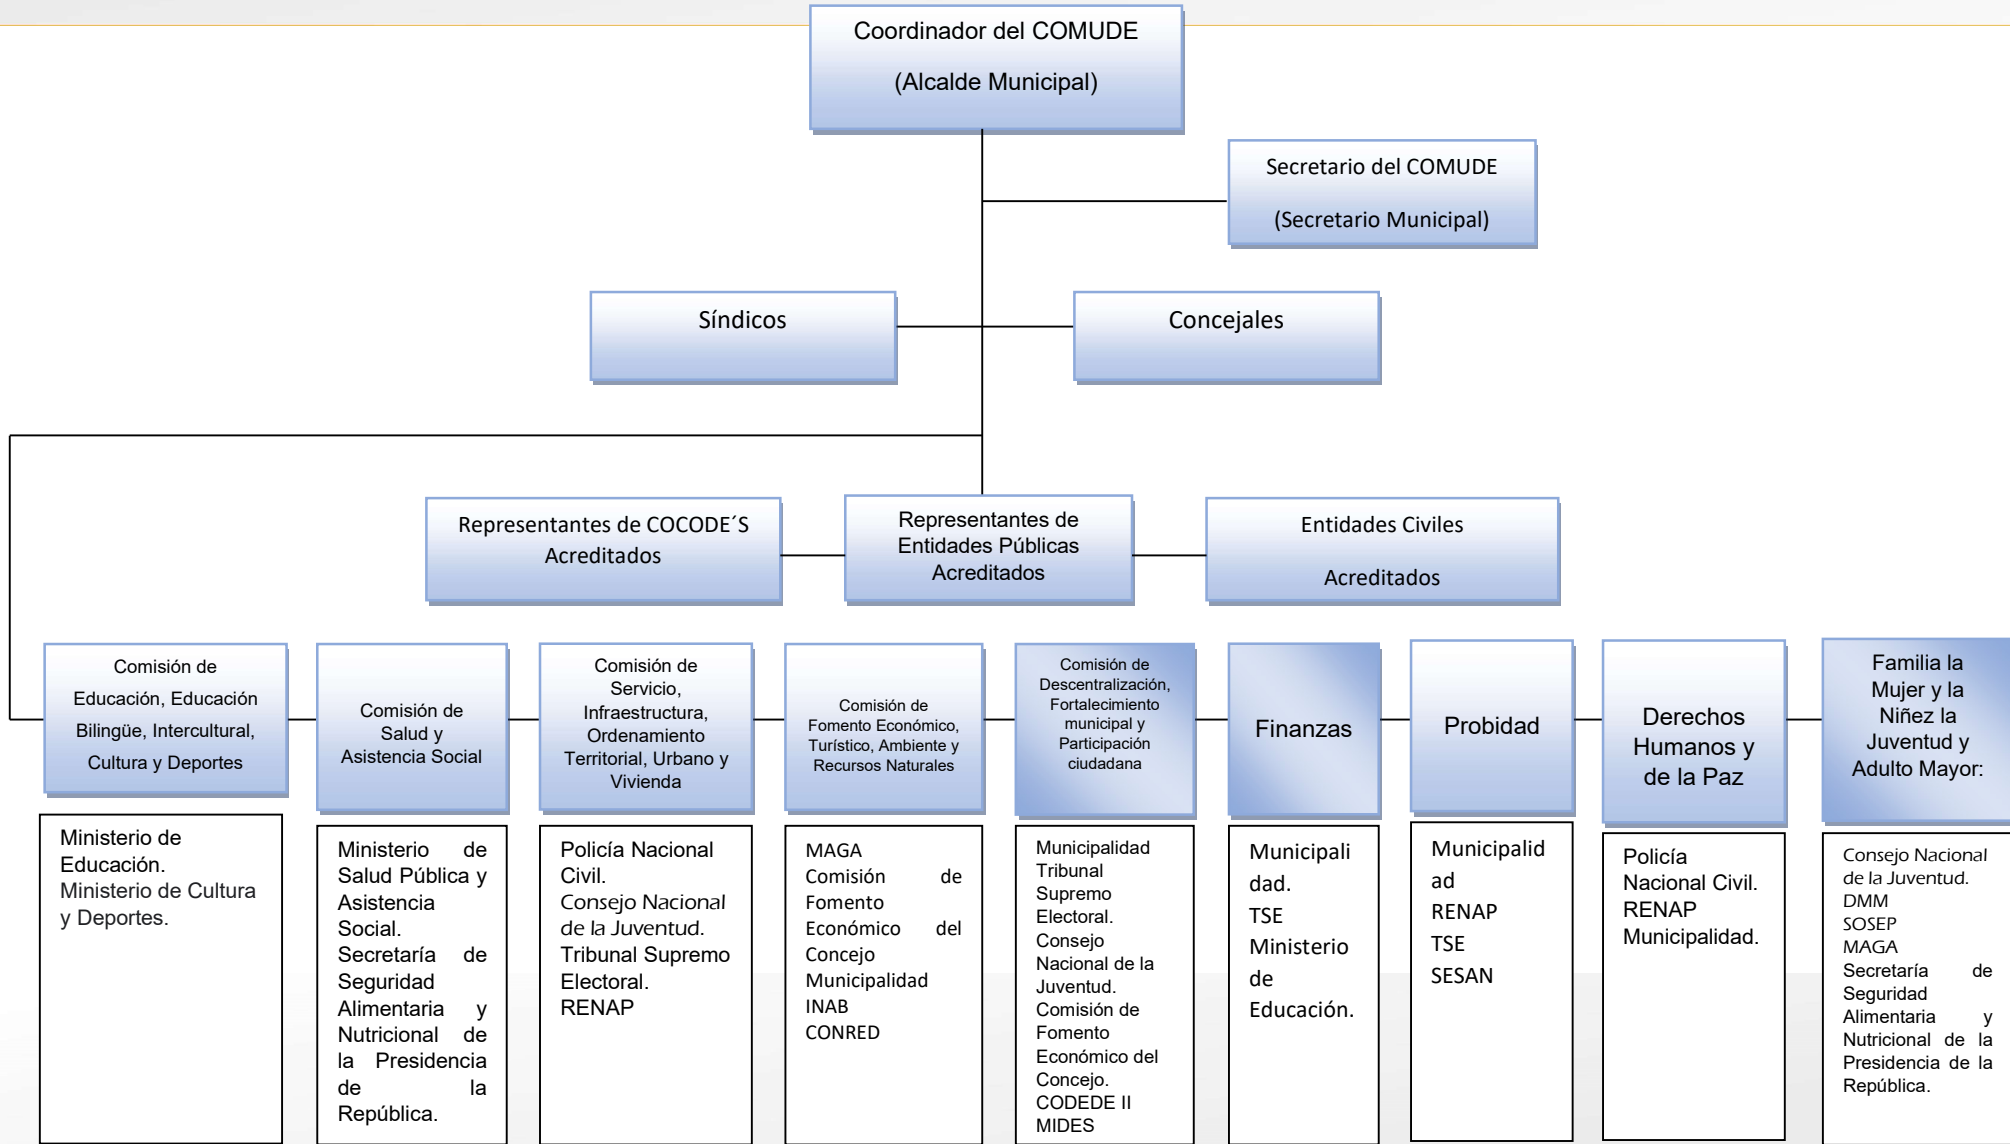 Coordinador del COMUDE
(Alcalde Municipal)
Secretario del COMUDE
(Secretario Municipal)
Síndicos
Concejales
Representantes de COCODE´S
Acreditados
Representantes de
Entidades Públicas
Acreditados
Entidades Civiles
Acreditados
Comisión de
Educación, Educación
Bilingüe, Intercultural,
Cultura y Deportes
Comisión de
Salud y
Asistencia Social
Comisión de
Servicio,
Infraestructura,
Ordenamiento
Territorial, Urbano y
Vivienda
Comisión de
Fomento Económico,
Turístico, Ambiente y
Recursos Naturales
Comisión de
Descentralización,
Fortalecimiento
municipal y
Participación
ciudadana
Finanzas
Probidad
Derechos
Humanos y
de la Paz
Familia la
Mujer y la
Niñez la
Juventud y
Adulto Mayor:
Ministerio de
Educación.
Ministerio de Cultura
y Deportes.
Ministerio de
Salud Pública y
Asistencia
Social.
Secretaría de
Seguridad
Alimentaria y
Nutricional de
la Presidencia
de la
República.
Policía Nacional
Civil.
Consejo Nacional
de la Juventud.
Tribunal Supremo
Electoral.
RENAP
MAGA
Comisión de
Fomento
Económico del
Concejo
Municipalidad
INAB
CONRED
Municipalidad
Tribunal
Supremo
Electoral.
Consejo
Nacional de la
Juventud.
Comisión de
Fomento
Económico del
Concejo.
CODEDE II
MIDES
Municipali
dad.
TSE
Ministerio
de
Educación.
Municipalid
ad
RENAP
TSE
SESAN
Policía
Nacional Civil.
RENAP
Municipalidad.
Consejo Nacional
de la Juventud.
DMM
SOSEP
MAGA
Secretaría de
Seguridad
Alimentaria y
Nutricional de la
Presidencia de la
República.